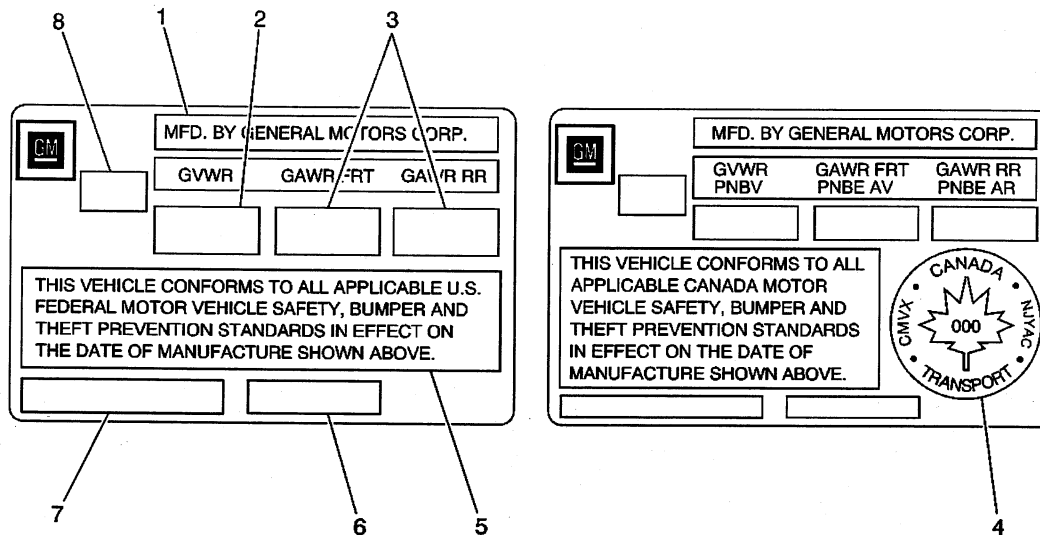 8
1
2
3
GM
MFD. BY GENERAL MOTORS CORP.
GVWR GAWR FRT GAWR RR
THIS VEHICLE CONFORMS TO ALL APPLICABLE U.S.
FEDERAL MOTOR VEHICLE SAFETY, BUMPER AND
THEFT PREVENTION STANDARDS IN EFFECT ON
THE DATE OF MANUFACTURE SHOWN ABOVE.
7
6
5
GM
MFD. BY GENERAL MOTORS CORP.
GVWR GAWR FRT GAWR RR
PNBV PNBE AV PNBE AR
THIS VEHICLE CONFORMS TO ALL
APPLICABLE CANADA MOTOR
VEHICLE SAFETY, BUMPER AND
THEFT PREVENTION STANDARDS
IN EFFECT ON THE DATE OF
MANUFACTURE SHOWN ABOVE.
CANADA
CMVX
000
NJYAC
TRANSPORT
4